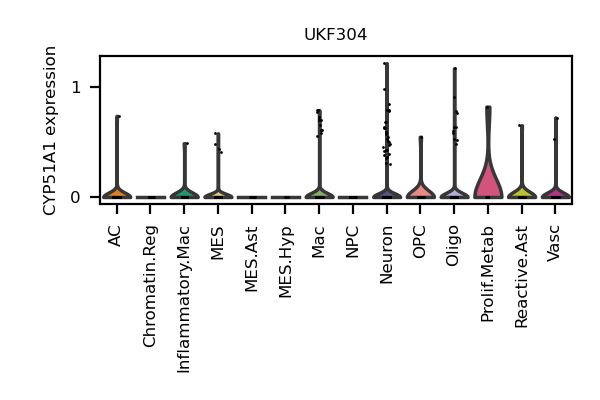 UKF304
CYP51A1 expression
1
0
AC
Chromatin.Reg
Inflammatory.Mac
MES
MES.Ast
MES.Hyp
Mac
NPC
Neuron
OPC
Oligo
Prolif.Metab
Reactive.Ast
Vasc